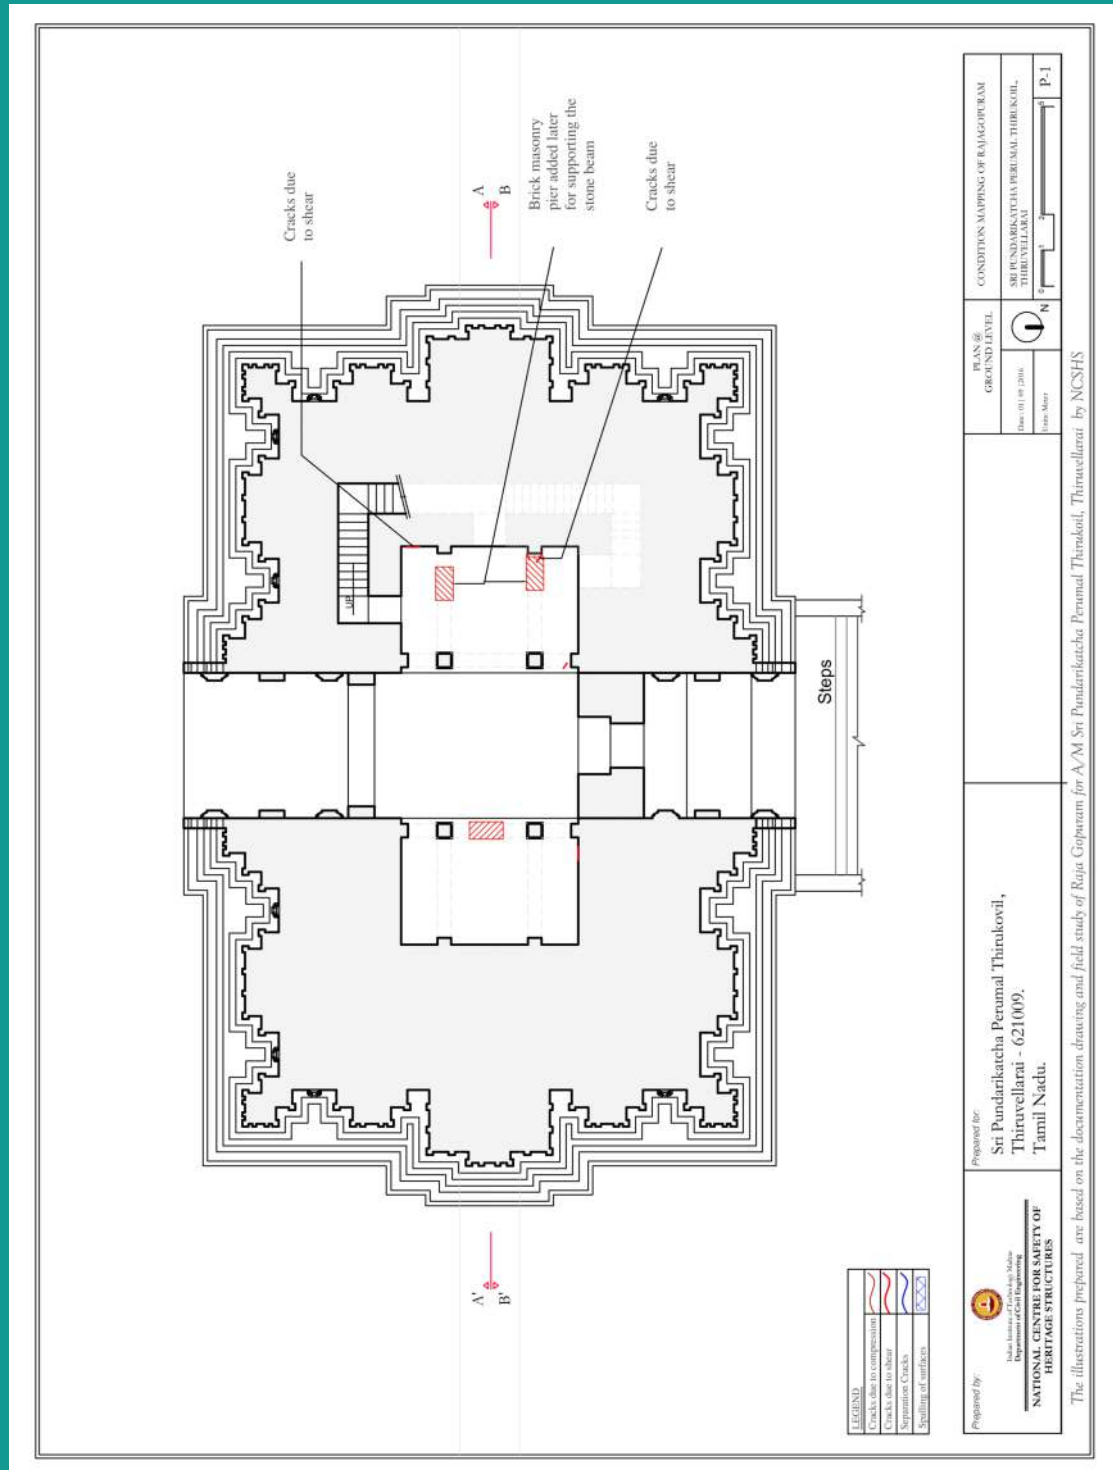 Cracks due
to shear
A
B
Brick masonry
pier added later
for supporting the
stone beam
Cracks due
to shear
UP
Steps
A'
B'
LEGEND
Cracks due to compression
Cracks due to shear
Separation Cracks
Spalling of surfaces
Prepared by:
Indian Institute of Technology Madras
Department of Civil Engineering
NATIONAL CENTRE FOR SAFETY OF
HERITAGE STRUCTURES
Prepared for:
Sri Pundarikatcha Perumal Thirukovil,
Thiruvellarai - 621009.
Tamil Nadu.
PLAN @
GROUND LEVEL
Units: Meter
N
CONDITION MAPPING OF RAJAGOPURAM
SRI PUNDARIKATCHA PERUMAL THIRUKOIL,
THIRUVELLARAI
0 1 2 5
P-1
The illustrations prepared are based on the documentation drawing and field study of Raja Gopuram for A/M Sri Pundarikatcha Perumal Thirukoil, Thiruvellarai by NCSHS